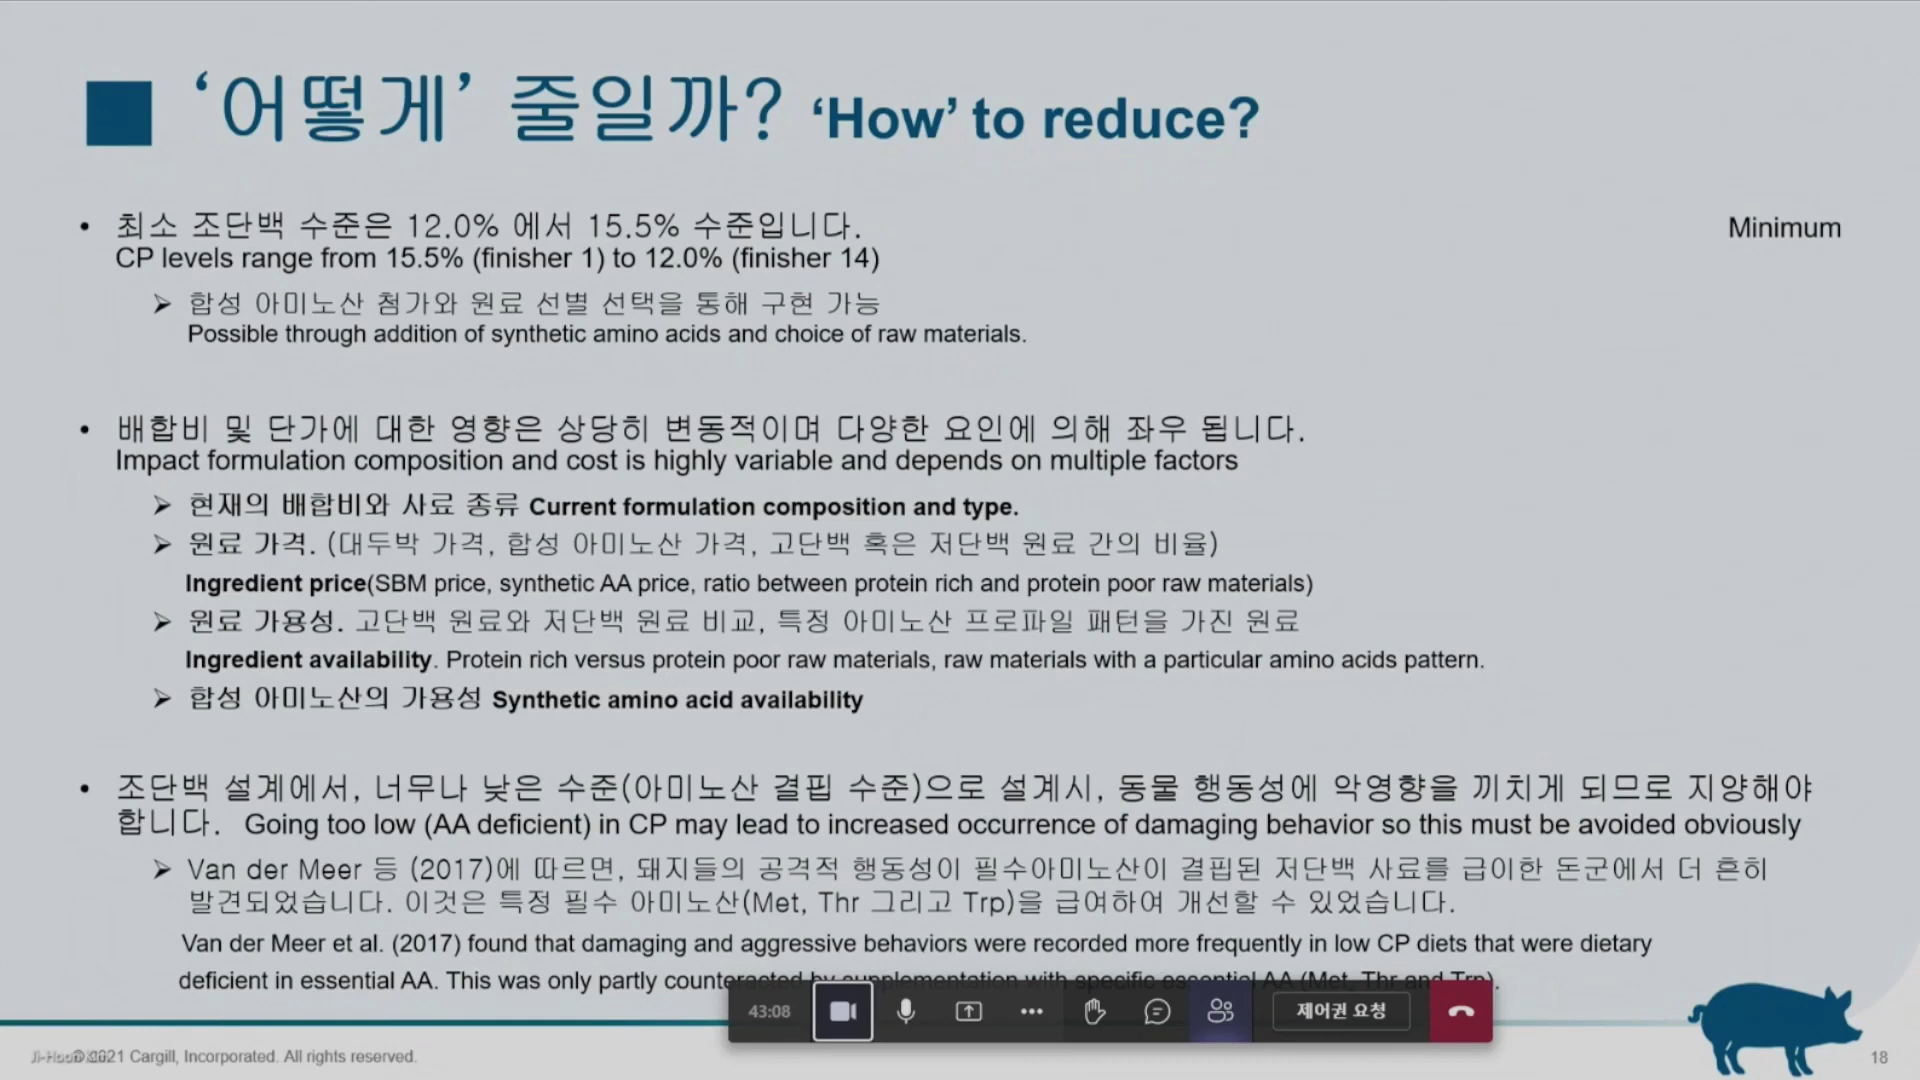 ‘어떻게’ 줄일까? ‘How’ to reduce?
• 최소 조단백 수준은 12.0% 에서 15.5% 수준입니다. Minimum
CP levels range from 15.5% (finisher 1) to 12.0% (finisher 14)
➢ 합성 아미노산 첨가와 원료 선별 선택을 통해 구현 가능
Possible through addition of synthetic amino acids and choice of raw materials.
• 배합비 및 단가에 대한 영향은 상당히 변동적이며 다양한 요인에 의해 좌우 됩니다.
Impact formulation composition and cost is highly variable and depends on multiple factors
➢ 현재의 배합비와 사료 종류 Current formulation composition and type.
➢ 원료 가격. (대두박 가격, 합성 아미노산 가격, 고단백 혹은 저단백 원료 간의 비율)
Ingredient price(SBM price, synthetic AA price, ratio between protein rich and protein poor raw materials)
➢ 원료 가용성. 고단백 원료와 저단백 원료 비교, 특정 아미노산 프로파일 패턴을 가진 원료
Ingredient availability. Protein rich versus protein poor raw materials, raw materials with a particular amino acids pattern.
➢ 합성 아미노산의 가용성 Synthetic amino acid availability
• 조단백 설계에서, 너무나 낮은 수준(아미노산 결핍 수준)으로 설계시, 동물 행동성에 악영향을 끼치게 되므로 지양해야
합니다. Going too low (AA deficient) in CP may lead to increased occurrence of damaging behavior so this must be avoided obviously
➢ Van der Meer 등 (2017)에 따르면, 돼지들의 공격적 행동성이 필수아미노산이 결핍된 저단백 사료를 급이한 돈군에서 더 흔히
발견되었습니다. 이것은 특정 필수 아미노산(Met, Thr 그리고 Trp)을 급여하여 개선할 수 있었습니다.
Van der Meer et al. (2017) found that damaging and aggressive behaviors were recorded more frequently in low CP diets that were dietary
deficient in essential AA. This was only partly counteracted by supplementation with specific essential AA (Met, Thr and Trp).
43:08 제어권 요청
2021 Cargill, Incorporated. All rights reserved.
18